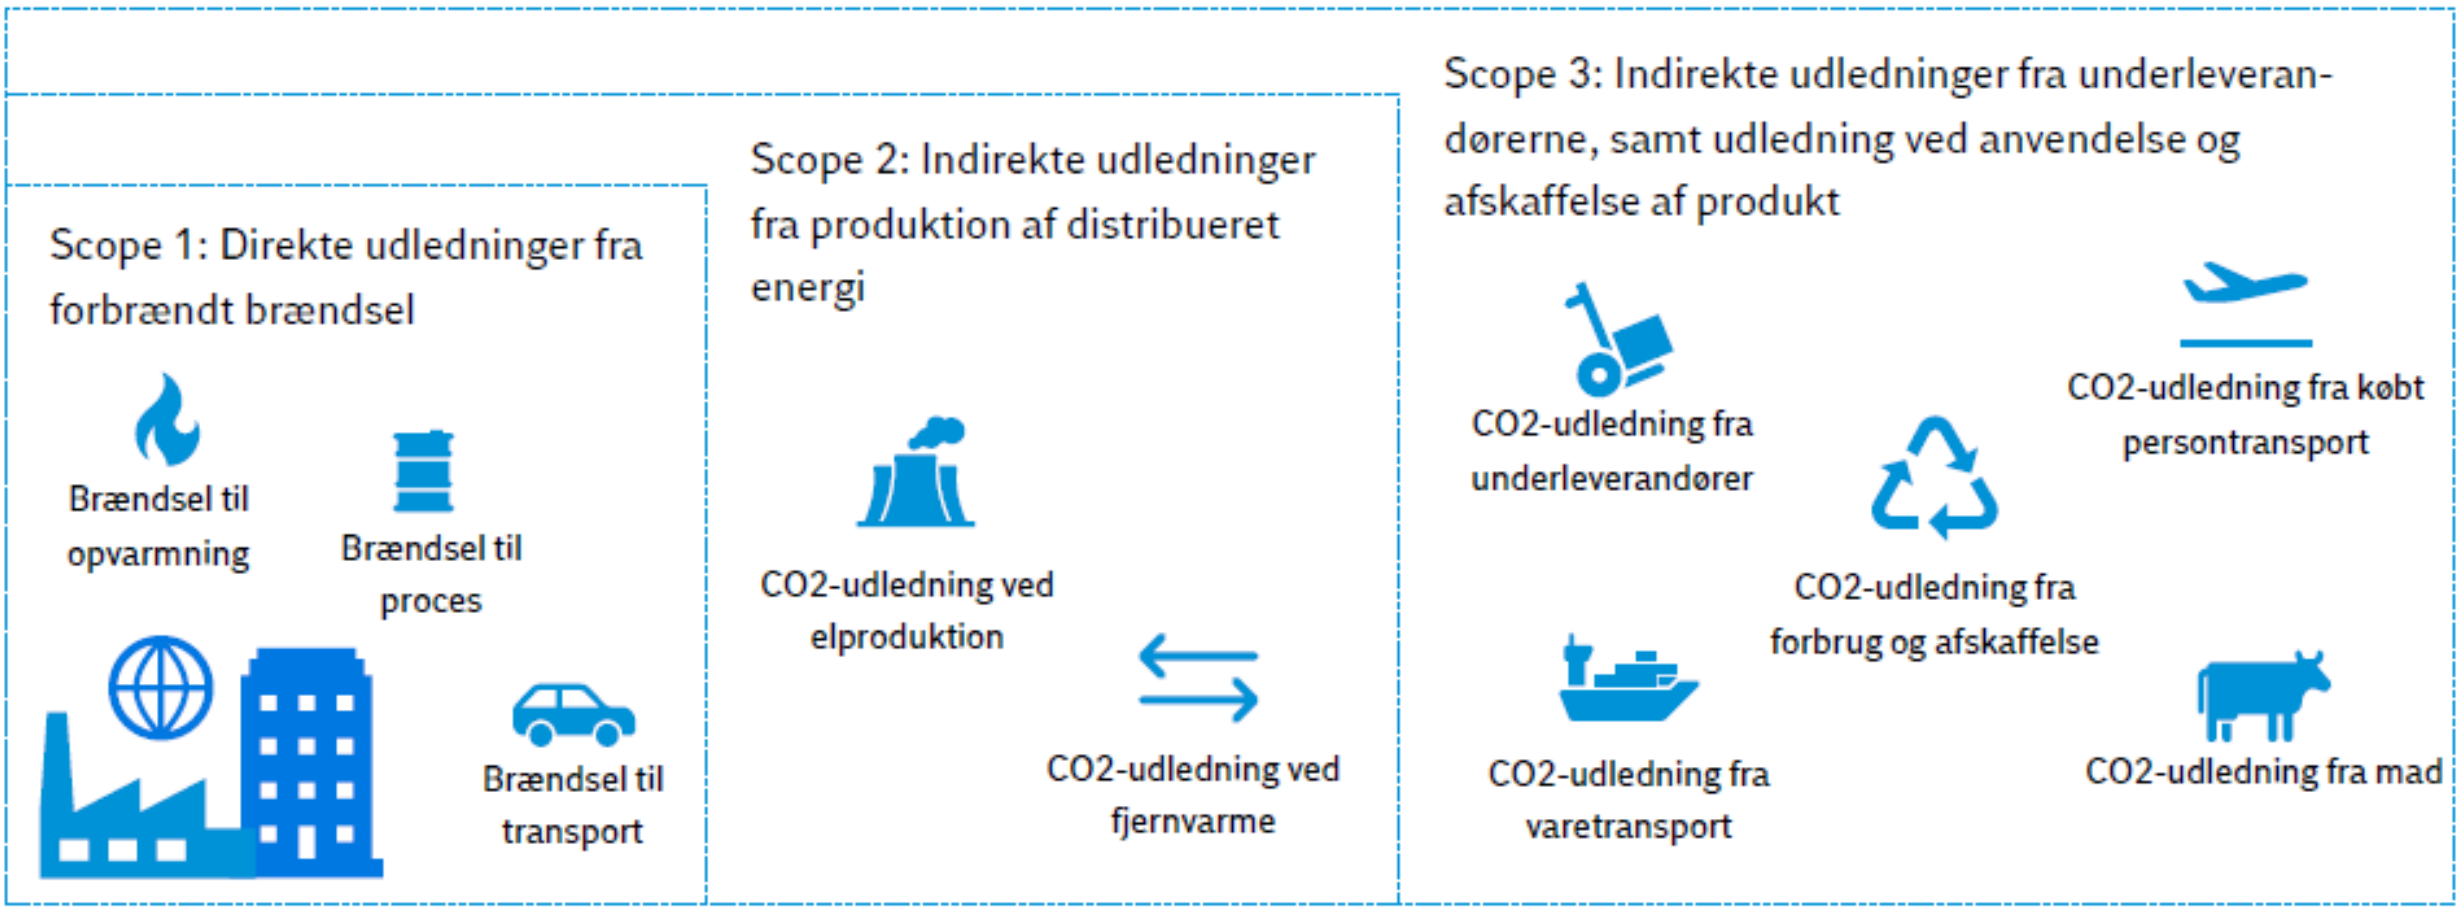 Scope 1: Direkte udledninger fra
forbrændt brændsel
Brændsel til
opvarmning
Brændsel til
proces
Brændsel til
transport
Scope 2: Indirekte udledninger
fra produktion af distribueret
energi
CO2-udledning ved
elproduktion
CO2-udledning ved
fjernvarme
Scope 3: Indirekte udledninger fra underleveran-
dørerne, samt udledning ved anvendelse og
afskaffelse af produkt
CO2-udledning fra
underleverandører
CO2-udledning fra købt
persontransport
CO2-udledning fra
forbrug og afskaffelse
CO2-udledning fra
varetransport
CO2-udledning fra mad